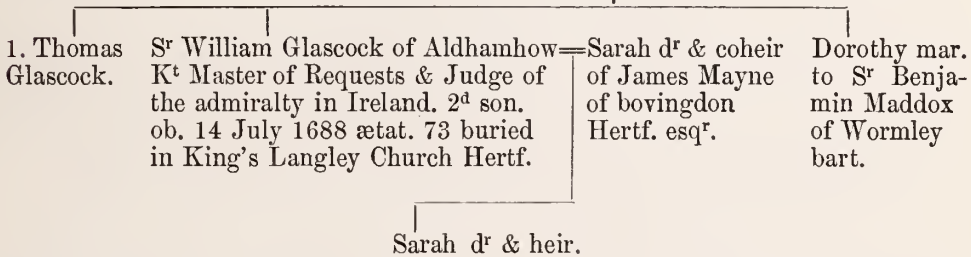 1. Thomas
Glascock.
Sʳ William Glascock of Aldhamhow
Kᵗ Master of Requests & Judge of
the admiralty in Ireland. 2ᵈ son.
ob. 14 July 1688 ætat. 73 buried
in King's Langley Church Hertf.
Sarah dʳ & coheir
of James Mayne
of bovingdon
Hertf. esqʳ.
Dorothy mar.
to Sʳ Benja-
min Maddox
of Wormley
bart.
Sarah dʳ & heir.